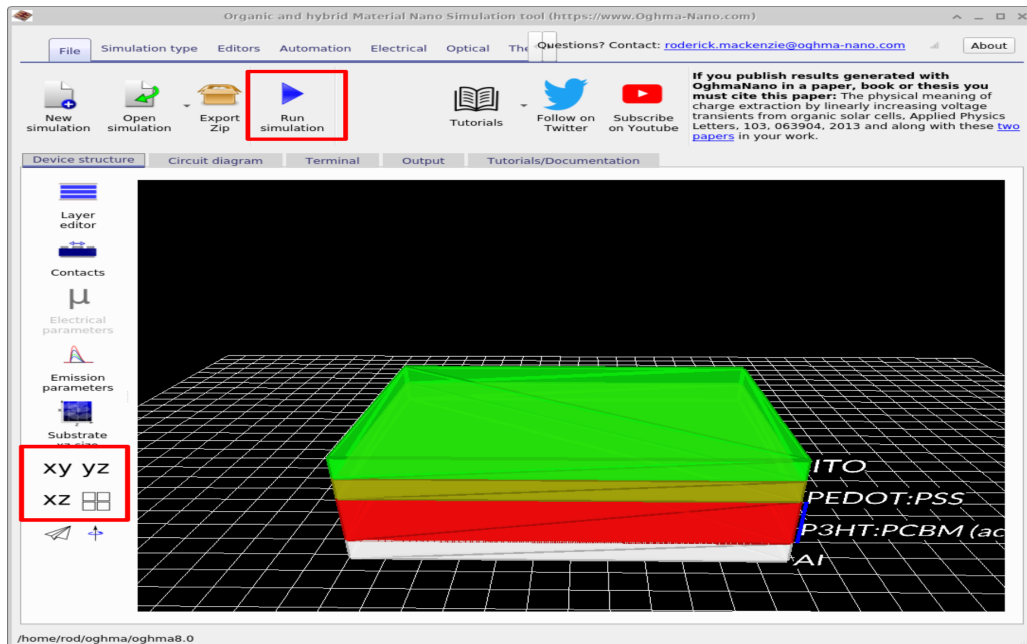 Organic and hybrid Material Nano Simulation tool (https://www.Oghma-Nano.com)
File Simulation type Editors Automation Electrical Optical The Questions? Contact: roderick.mackenzie@oghma-nano.com About
New simulation
Open simulation
Export Zip
Run simulation
Tutorials
Follow on Twitter
Subscribe on Youtube
If you publish results generated with
OghmaNano in a paper, book or thesis you
must cite this paper: The physical meaning of
charge extraction by linearly increasing voltage
transients from organic solar cells, Applied Physics
Letters, 103, 063904, 2013 and along with these two
papers in your work.
Device structure Circuit diagram Terminal Output Tutorials/Documentation
Layer
editor
Contacts
μ
Electrical
parameters
Emission
parameters
Substrate
xy yz
xz
ITO
PEDOT:PSS
P3HT:PCBM (ac
Al
/home/rod/oghma/oghma8.0